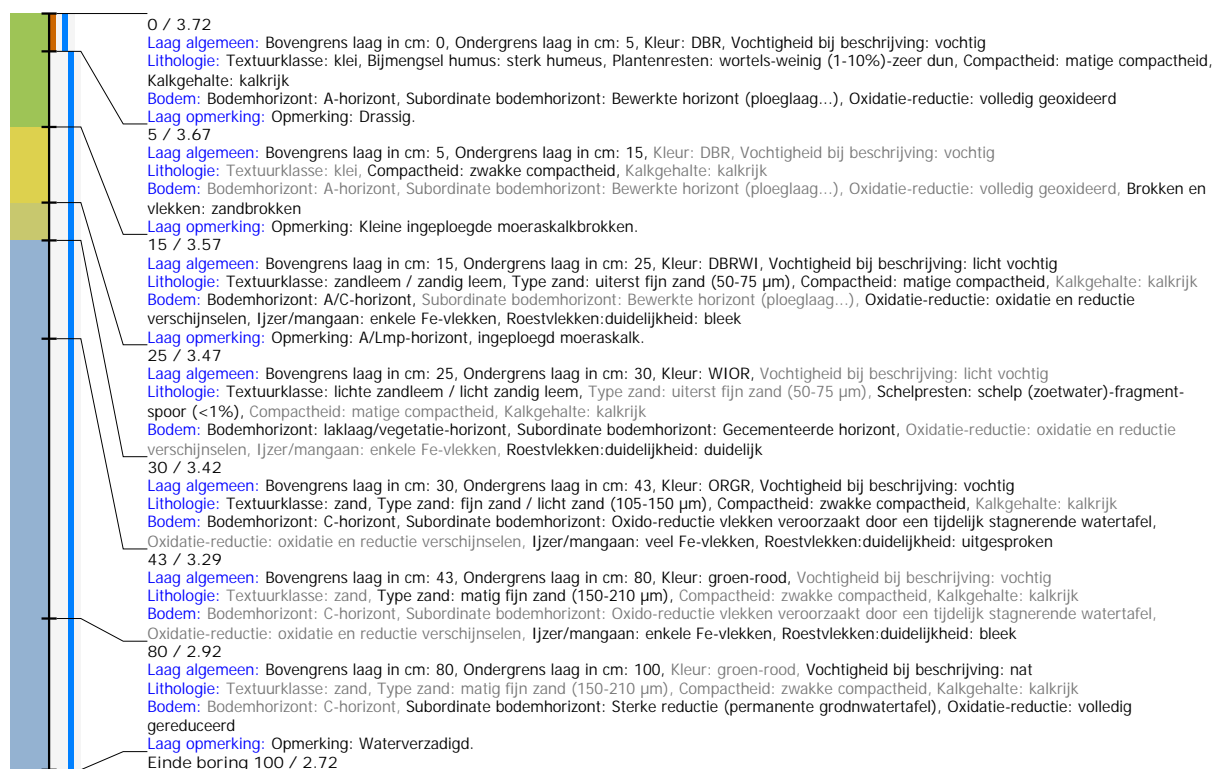 0 / 3.72
Laag algemeen: Bovengrens laag in cm: 0, Ondergrens laag in cm: 5, Kleur: DBR, Vochtigheid bij beschrijving: vochtig
Lithologie: Textuurklasse: klei, Bijmengsel humus: sterk humeus, Plantenresten: wortels-weinig (1-10%)-zeer dun, Compactheid: matige compactheid,
Kalkgehalte: kalkrijk
Bodem: Bodemhorizont: A-horizont, Subordinate bodemhorizont: Bewerkte horizont (ploeglaag...), Oxidatie-reductie: volledig geoxideerd
Laag opmerking: Opmerking: Drassig.
5 / 3.67
Laag algemeen: Bovengrens laag in cm: 5, Ondergrens laag in cm: 15, Kleur: DBR, Vochtigheid bij beschrijving: vochtig
Lithologie: Textuurklasse: klei, Compactheid: zwakke compactheid, Kalkgehalte: kalkrijk
Bodem: Bodemhorizont: A-horizont, Subordinate bodemhorizont: Bewerkte horizont (ploeglaag...), Oxidatie-reductie: volledig geoxideerd, Brokken en
vlekken: zandbrokken
Laag opmerking: Opmerking: Kleine ingeploegde moeraskalkbrokken.
15 / 3.57
Laag algemeen: Bovengrens laag in cm: 15, Ondergrens laag in cm: 25, Kleur: DBRWI, Vochtigheid bij beschrijving: licht vochtig
Lithologie: Textuurklasse: zandleem / zandig leem, Type zand: uiterst fijn zand (50-75 µm), Compactheid: matige compactheid, Kalkgehalte: kalkrijk
Bodem: Bodemhorizont: A/C-horizont, Subordinate bodemhorizont: Bewerkte horizont (ploeglaag...), Oxidatie-reductie: oxidatie en reductie
verschijnselen, Ijzer/mangaan: enkele Fe-vlekken, Roestvlekken:duidelijkheid: bleek
Laag opmerking: Opmerking: A/Lmp-horizont, ingeploegd moeraskalk.
25 / 3.47
Laag algemeen: Bovengrens laag in cm: 25, Ondergrens laag in cm: 30, Kleur: WIOR, Vochtigheid bij beschrijving: licht vochtig
Lithologie: Textuurklasse: lichte zandleem / licht zandig leem, Type zand: uiterst fijn zand (50-75 µm), Schelpresten: schelp (zoetwater)-fragment-
spoor (<1%), Compactheid: matige compactheid, Kalkgehalte: kalkrijk
Bodem: Bodemhorizont: laklaag/vegetatie-horizont, Subordinate bodemhorizont: Gecementeerde horizont, Oxidatie-reductie: oxidatie en reductie
verschijnselen, Ijzer/mangaan: enkele Fe-vlekken, Roestvlekken:duidelijkheid: duidelijk
30 / 3.42
Laag algemeen: Bovengrens laag in cm: 30, Ondergrens laag in cm: 43, Kleur: ORGR, Vochtigheid bij beschrijving: vochtig
Lithologie: Textuurklasse: zand, Type zand: fijn zand / licht zand (105-150 µm), Compactheid: zwakke compactheid, Kalkgehalte: kalkrijk
Bodem: Bodemhorizont: C-horizont, Subordinate bodemhorizont: Oxido-reductie vlekken veroorzaakt door een tijdelijk stagnerende watertafel,
Oxidatie-reductie: oxidatie en reductie verschijnselen, Ijzer/mangaan: veel Fe-vlekken, Roestvlekken:duidelijkheid: uitgesproken
43 / 3.29
Laag algemeen: Bovengrens laag in cm: 43, Ondergrens laag in cm: 80, Kleur: groen-rood, Vochtigheid bij beschrijving: vochtig
Lithologie: Textuurklasse: zand, Type zand: matig fijn zand (150-210 µm), Compactheid: zwakke compactheid, Kalkgehalte: kalkrijk
Bodem: Bodemhorizont: C-horizont, Subordinate bodemhorizont: Oxido-reductie vlekken veroorzaakt door een tijdelijk stagnerende watertafel,
Oxidatie-reductie: oxidatie en reductie verschijnselen, Ijzer/mangaan: enkele Fe-vlekken, Roestvlekken:duidelijkheid: bleek
80 / 2.92
Laag algemeen: Bovengrens laag in cm: 80, Ondergrens laag in cm: 100, Kleur: groen-rood, Vochtigheid bij beschrijving: nat
Lithologie: Textuurklasse: zand, Type zand: matig fijn zand (150-210 µm), Compactheid: zwakke compactheid, Kalkgehalte: kalkrijk
Bodem: Bodemhorizont: C-horizont, Subordinate bodemhorizont: Sterke reductie (permanente grodnwatertafel), Oxidatie-reductie: volledig
gereduceerd
Laag opmerking: Opmerking: Waterverzadigd.
Einde boring 100 / 2.72